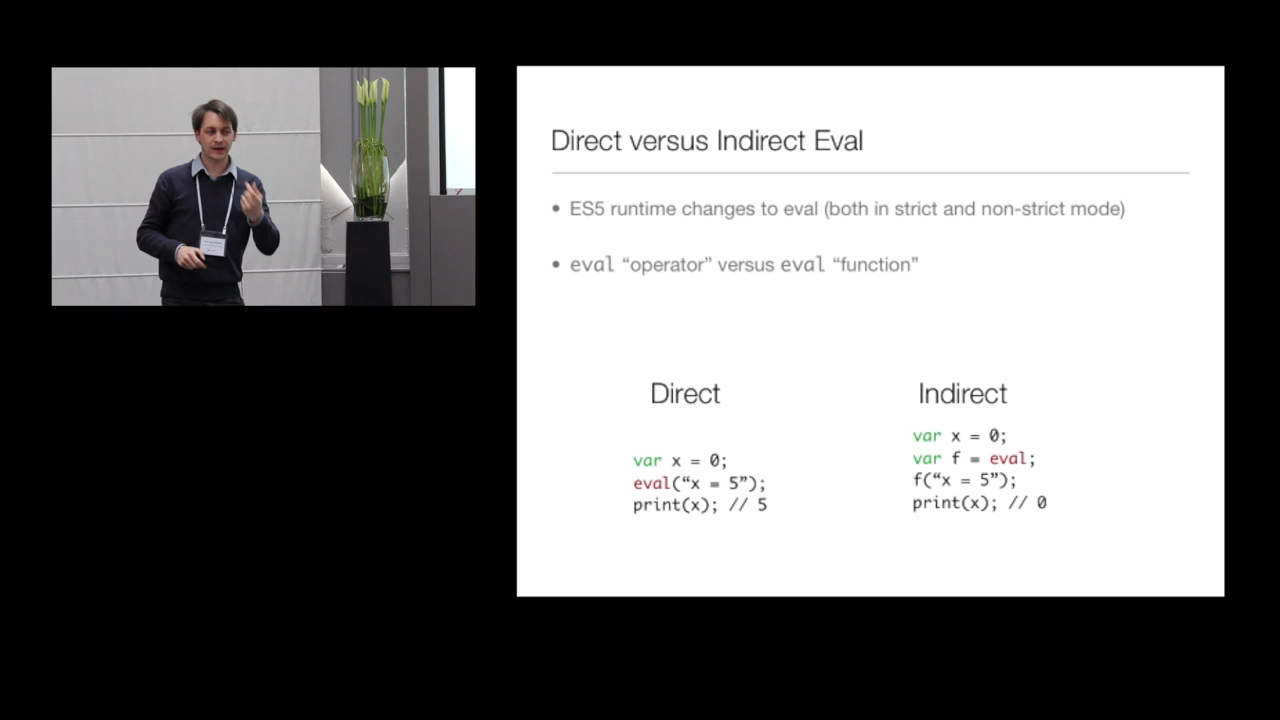 Direct versus Indirect Eval
• ES5 runtime changes to eval (both in strict and non-strict mode)
• eval “operator” versus eval “function”
Direct
var x = 0;
eval(“x = 5”);
print(x); // 5
Indirect
var x = 0;
var f = eval;
f(“x = 5”);
print(x); // 0